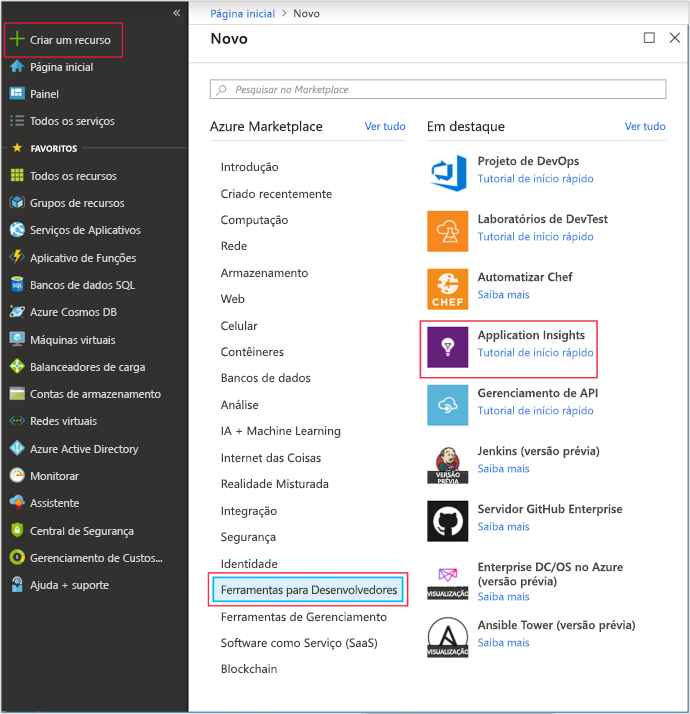 «
Criar um recurso
Página inicial
Painel
Todos os serviços
FAVORITOS
Todos os recursos
Grupos de recursos
Serviços de Aplicativos
Aplicativo de Funções
Bancos de dados SQL
Azure Cosmos DB
Máquinas virtuais
Balanceadores de carga
Contas de armazenamento
Redes virtuais
Azure Active Directory
Monitorar
Assistente
Central de Segurança
Gerenciamento de Custos...
Ajuda + suporte
Página inicial > Novo
Novo
Pesquisar no Marketplace
Azure Marketplace Ver tudo
Introdução
Criado recentemente
Computação
Rede
Armazenamento
Web
Celular
Contêineres
Bancos de dados
Análise
IA + Machine Learning
Internet das Coisas
Realidade Misturada
Integração
Segurança
Identidade
Ferramentas para Desenvolvedores
Ferramentas de Gerenciamento
Software como Serviço (SaaS)
Blockchain
Em destaque Ver tudo
Projeto de DevOps
Tutorial de início rápido
Laboratórios de DevTest
Tutorial de início rápido
CHEF
Automatizar Chef
Saiba mais
Application Insights
Tutorial de início rápido
Gerenciamento de API
Tutorial de início rápido
VERSÃO
PRÉVIA
Jenkins (versão prévia)
Saiba mais
Servidor GitHub Enterprise
Saiba mais
VISUALIZAÇÃO
Enterprise DC/OS no Azure
(versão prévia)
Saiba mais
VISUALIZAÇÃO
Ansible Tower (versão prévia)
Saiba mais